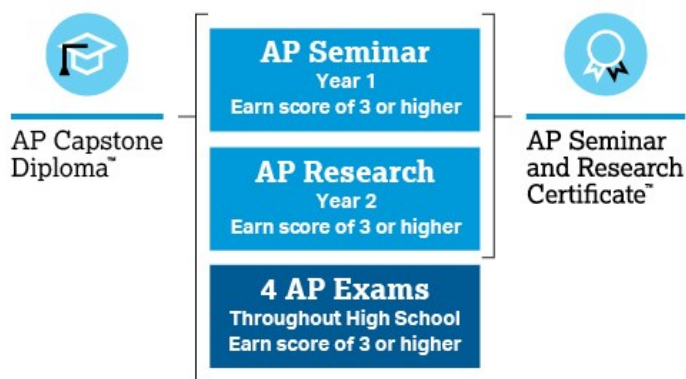 AP Capstone
Diploma™
AP Seminar
Year 1
Earn score of 3 or higher
AP Research
Year 2
Earn score of 3 or higher
4 AP Exams
Throughout High School
Earn score of 3 or higher
AP Seminar
and Research
Certificate™